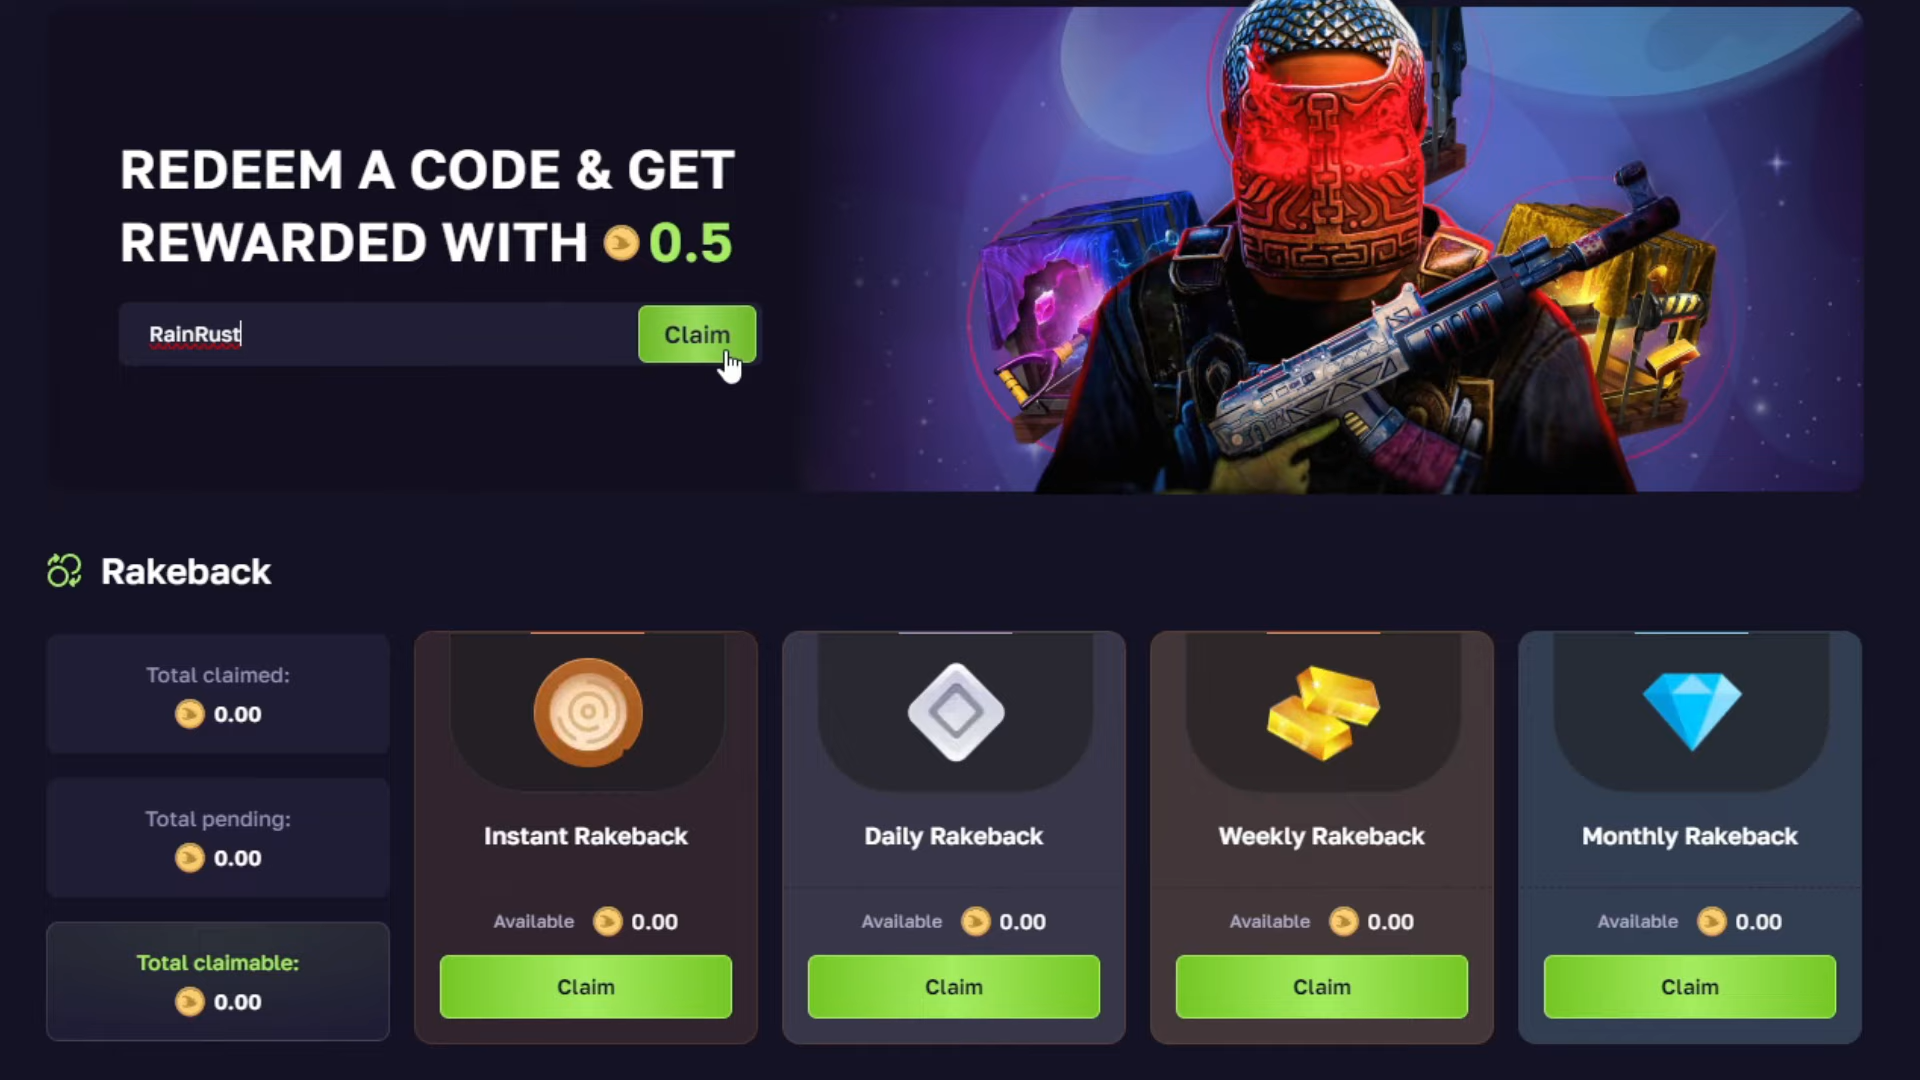 REDEEM A CODE & GET
REWARDED WITH 0.5
RainRust
Claim
Rakeback
Total claimed:
0.00
Total pending:
0.00
Total claimable:
0.00
Instant Rakeback
Available 0.00
Claim
Daily Rakeback
Available 0.00
Claim
Weekly Rakeback
Available 0.00
Claim
Monthly Rakeback
Available 0.00
Claim